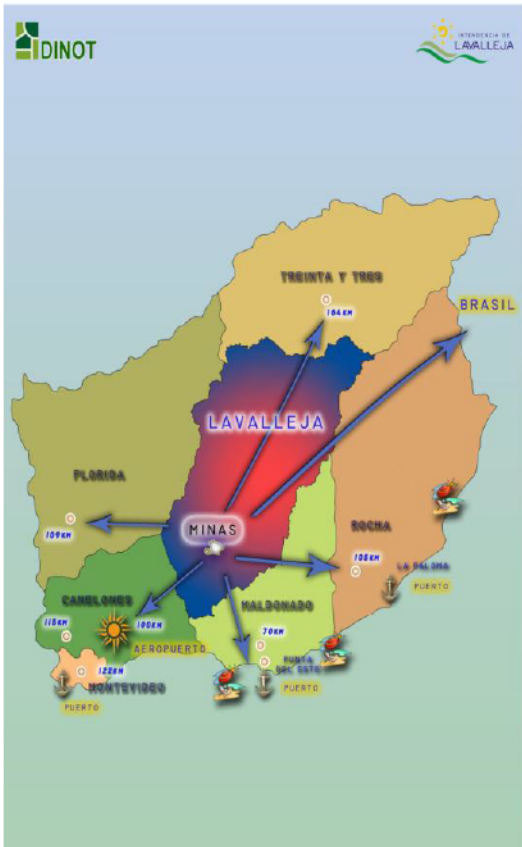 DINOT
INTENDENCIA DE
LAVALLEJA
TREINTA Y TRES
164KM
BRASIL
LAVALLEJA
FLORIDA
109KM
MINAS
ROCHA
105KM
LA PALOMA
PUERTO
CANELONES
115KM
100KM
AEROPUERTO
MALDONADO
70KM
PUNTA
DEL ESTE
PUERTO
122KM
MONTEVIDEO
PUERTO